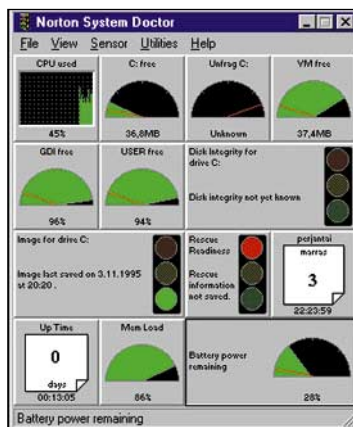 Norton System Doctor
File View Sensor Utilities Help
CPU used
45%
C: free
36,8MB
Unfrag C:
Unknown
VM free
37,4MB
GDI free
96%
USER free
94%
Disk Integrity for
drive C:
Disk integrity not yet known
Image for drive C:
Image last saved on 3.11.1995
at 20:20 .
Rescue
Readiness
Rescue
information
not saved.
perjantai
marras
3
22:23:59
Up Time
0
days
00:13:05
Mem Load
86%
Battery power
remaining
28%
Battery power remaining